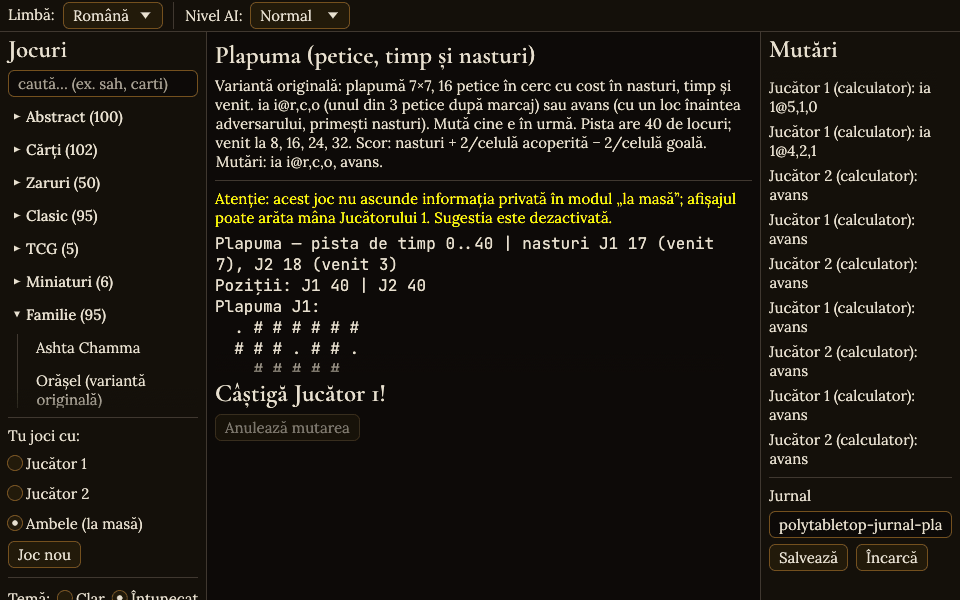 Limbă: Română ▼ Nivel AI: Normal ▼
Jocuri
caută... (ex. sah, carti)
▸ Abstract (100)
▸ Cărți (102)
▸ Zaruri (50)
▸ Clasic (95)
▸ TCG (5)
▸ Miniaturi (6)
▾ Familie (95)
Ashta Chamma
Orășel (variantă
originală)
Tu joci cu:
Jucător 1
Jucător 2
Ambele (la masă)
Joc nou
Temă: Clar Întunecat
Plapuma (petice, timp și nasturi)
Variantă originală: plapumă 7×7, 16 petice în cerc cu cost în nasturi, timp și
venit. ia i@r,c,o (unul din 3 petice după marcaj) sau avans (cu un loc înaintea
adversarului, primești nasturi). Mută cine e în urmă. Pista are 40 de locuri;
venit la 8, 16, 24, 32. Scor: nasturi + 2/celulă acoperită − 2/celulă goală.
Mutări: ia i@r,c,o, avans.
Atenție: acest joc nu ascunde informația privată în modul „la masă”; afișajul
poate arăta mâna Jucătorului 1. Sugestia este dezactivată.
Plapuma — pista de timp 0..40 | nasturi J1 17 (venit
7), J2 18 (venit 3)
Poziții: J1 40 | J2 40
Plapuma J1:
. # # # # # #
# # # . # # .
# # # # #
Câștigă Jucător 1!
Anulează mutarea
Mutări
Jucător 1 (calculator): ia
1@5,1,0
Jucător 1 (calculator): ia
1@4,2,1
Jucător 2 (calculator):
avans
Jucător 1 (calculator):
avans
Jucător 2 (calculator):
avans
Jucător 1 (calculator):
avans
Jucător 2 (calculator):
avans
Jucător 1 (calculator):
avans
Jucător 2 (calculator):
avans
Jurnal
polytabletop-jurnal-pla
Salvează Încarcă